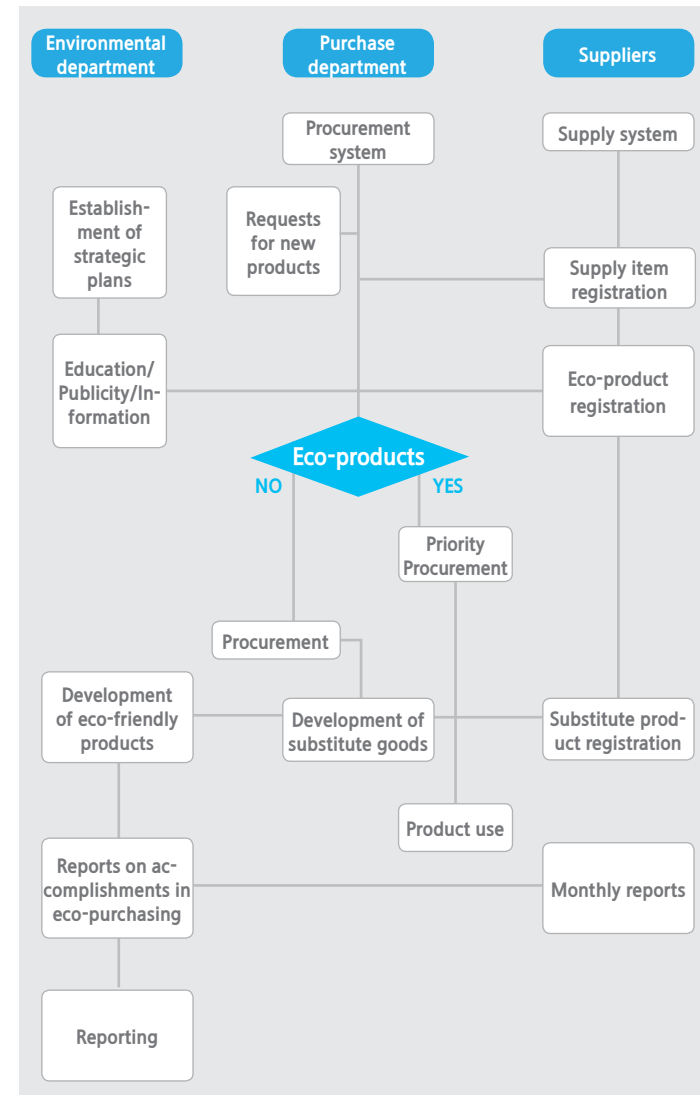 Environmental
department
Purchase
department
Suppliers
Procurement
system
Supply system
Establish-
ment of
strategic
plans
Requests
for new
products
Supply item
registration
Education/
Publicity/In-
formation
Eco-product
registration
Eco-products
NO
YES
Priority
Procurement
Procurement
Development
of eco-friendly
products
Development of
substitute goods
Substitute prod-
uct registration
Product use
Reports on ac-
complishments in
eco-purchasing
Monthly reports
Reporting